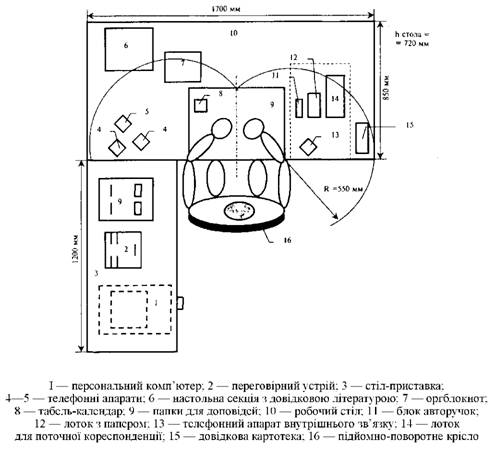 1700 мм
10
h стола =
= 720 мм
6
7
12
11
14
8
9
850 мм
5
4
4
13
15
R =550 мм
9
1200 мм
2
16
3
1
I — персональний комп’ютер; 2 — переговірний устрій; 3 — стіл-приставка;
4—5 — телефонні апарати; 6 — настольна секція з довідковою літературою; 7 — оргблокнот;
8 — табель-календар; 9 — папки для доповідей; 10 — робочий стіл; 11 — блок авторучок;
12 — лоток з папером; 13 — телефонний апарат внутрішнього зв’язку; 14 — лоток
для поточної кореспонденції; 15 — довідкова картотека; 16 — підйомно-поворотне крісло